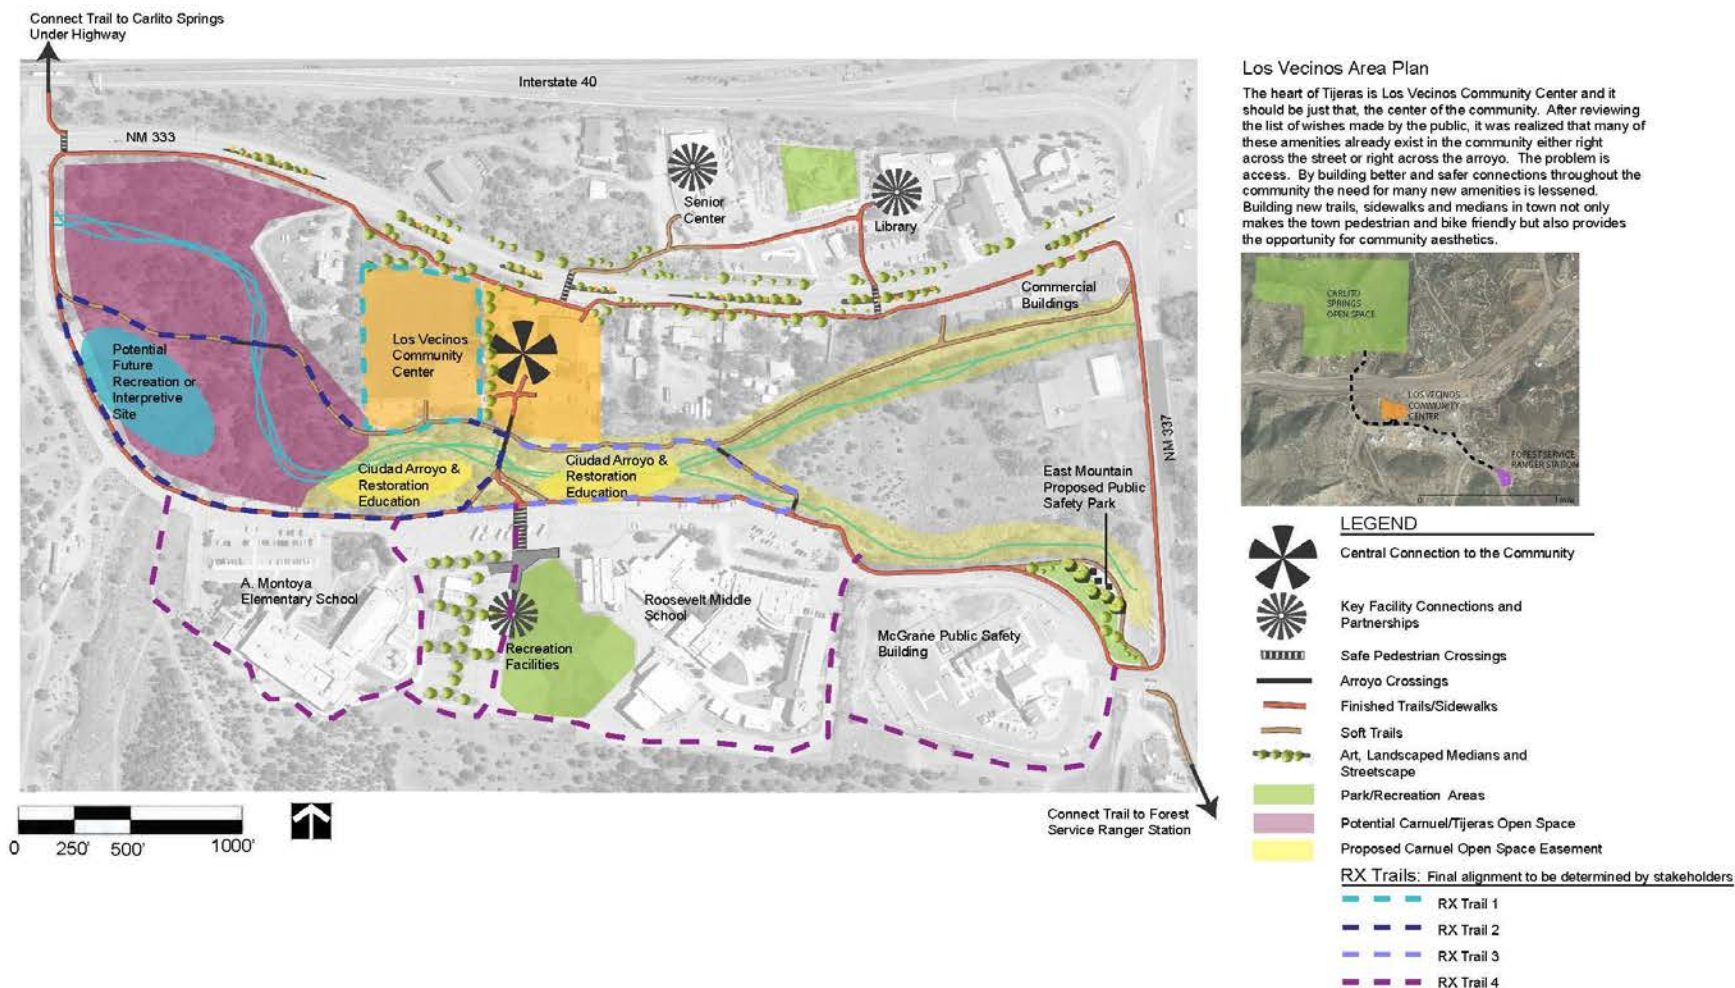 Connect Trail to Carlito Springs
Under Highway
Interstate 40
NM 333
Senior
Center
Library
Commercial
Buildings
Los Vecinos
Community
Center
Potential
Future
Recreation or
Interpretive
Site
NM 337
Ciudad Arroyo &
Restoration
Education
Ciudad Arroyo &
Restoration
Education
East Mountain
Proposed Public
Safety Park
A. Montoya
Elementary School
Roosevelt Middle
School
Recreation
Facilities
McGrane Public Safety
Building
Connect Trail to Forest
Service Ranger Station
0 250' 500' 1000'
Los Vecinos Area Plan
The heart of Tijeras is Los Vecinos Community Center and it
should be just that, the center of the community. After reviewing
the list of wishes made by the public, it was realized that many of
these amenities already exist in the community either right
across the street or right across the arroyo. The problem is
access. By building better and safer connections throughout the
community the need for many new amenities is lessened.
Building new trails, sidewalks and medians in town not only
makes the town pedestrian and bike friendly but also provides
the opportunity for community aesthetics.
CARLITO
SPRINGS
OPEN SPACE
LOS VECINOS
COMMUNITY
CENTER
FOREST SERVICE
RANGER STATION
0 1 Mile
LEGEND
Central Connection to the Community
Key Facility Connections and
Partnerships
Safe Pedestrian Crossings
Arroyo Crossings
Finished Trails/Sidewalks
Soft Trails
Art, Landscaped Medians and
Streetscape
Park/Recreation Areas
Potential Carnuel/Tijeras Open Space
Proposed Carnuel Open Space Easement
RX Trails: Final alignment to be determined by stakeholders
RX Trail 1
RX Trail 2
RX Trail 3
RX Trail 4